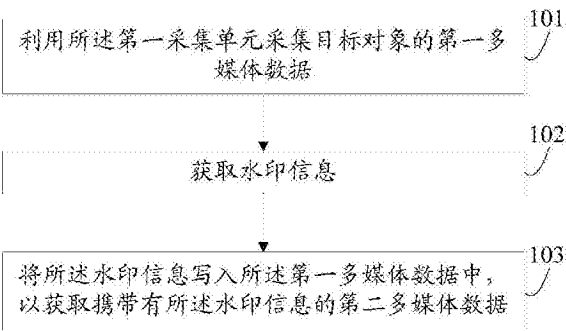 101
利用所述第一采集单元采集目标对象的第一多
媒体数据
102
获取水印信息
103
将所述水印信息写入所述第一多媒体数据中，
以获取携带有所述水印信息的第二多媒体数据